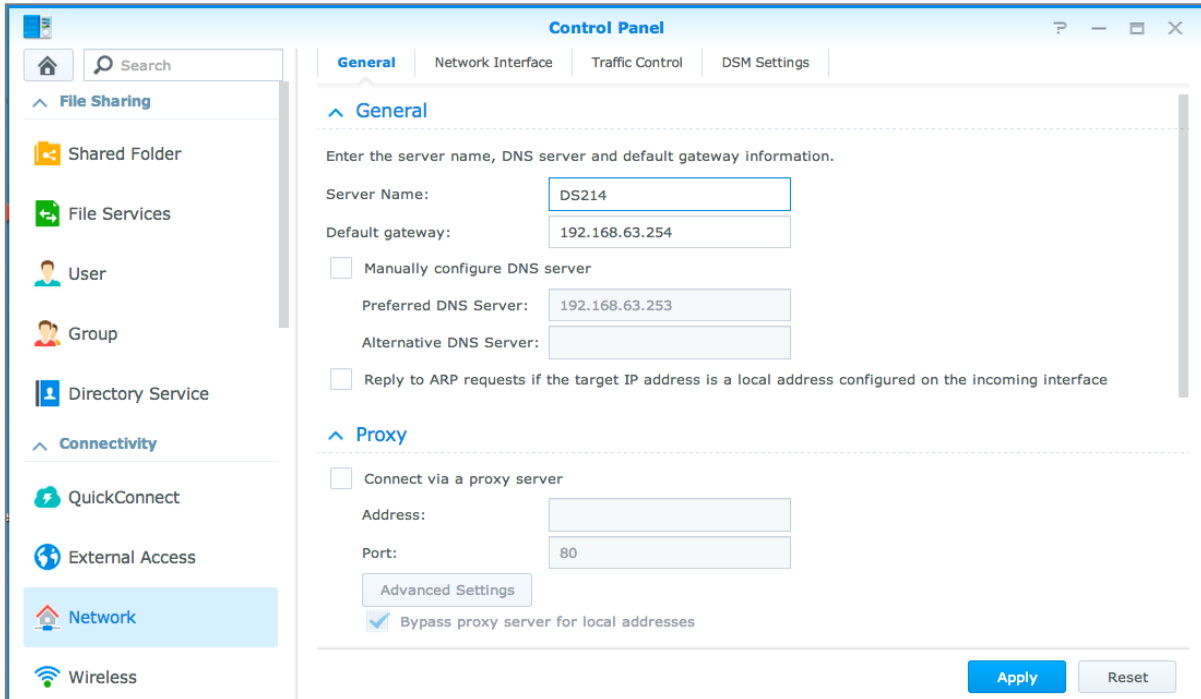 Control Panel
Search
General Network Interface Traffic Control DSM Settings
File Sharing
Shared Folder
File Services
User
Group
Directory Service
Connectivity
QuickConnect
External Access
Network
Wireless
General
Enter the server name, DNS server and default gateway information.
Server Name: DS214
Default gateway: 192.168.63.254
Manually configure DNS server
Preferred DNS Server: 192.168.63.253
Alternative DNS Server:
Reply to ARP requests if the target IP address is a local address configured on the incoming interface
Proxy
Connect via a proxy server
Address:
Port: 80
Advanced Settings
Bypass proxy server for local addresses
Apply Reset